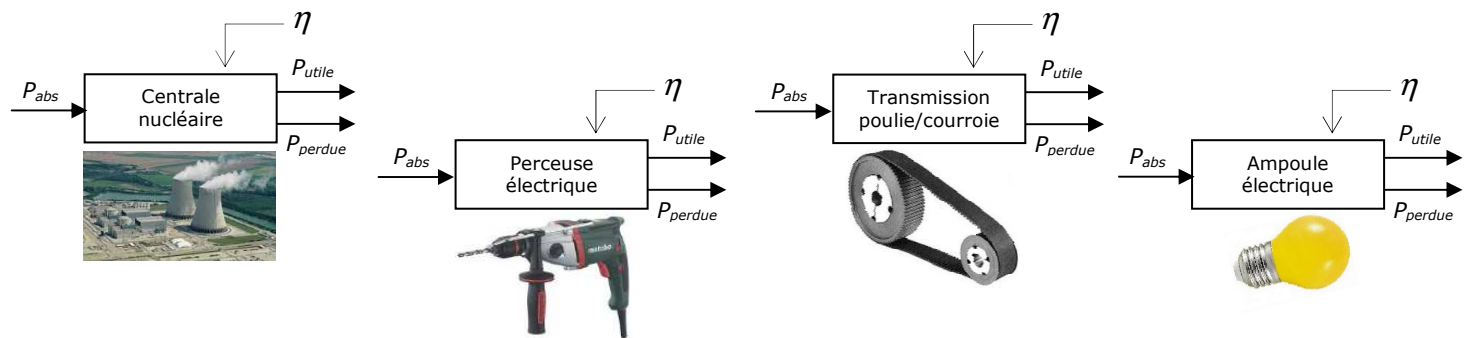 η
P_utile
P_abs
Centrale
nucléaire
P_perdue
η
P_utile
P_abs
Perceuse
électrique
P_perdue
metabo
η
P_utile
P_abs
Transmission
poulie/courroie
P_perdue
η
P_utile
P_abs
Ampoule
électrique
P_perdue